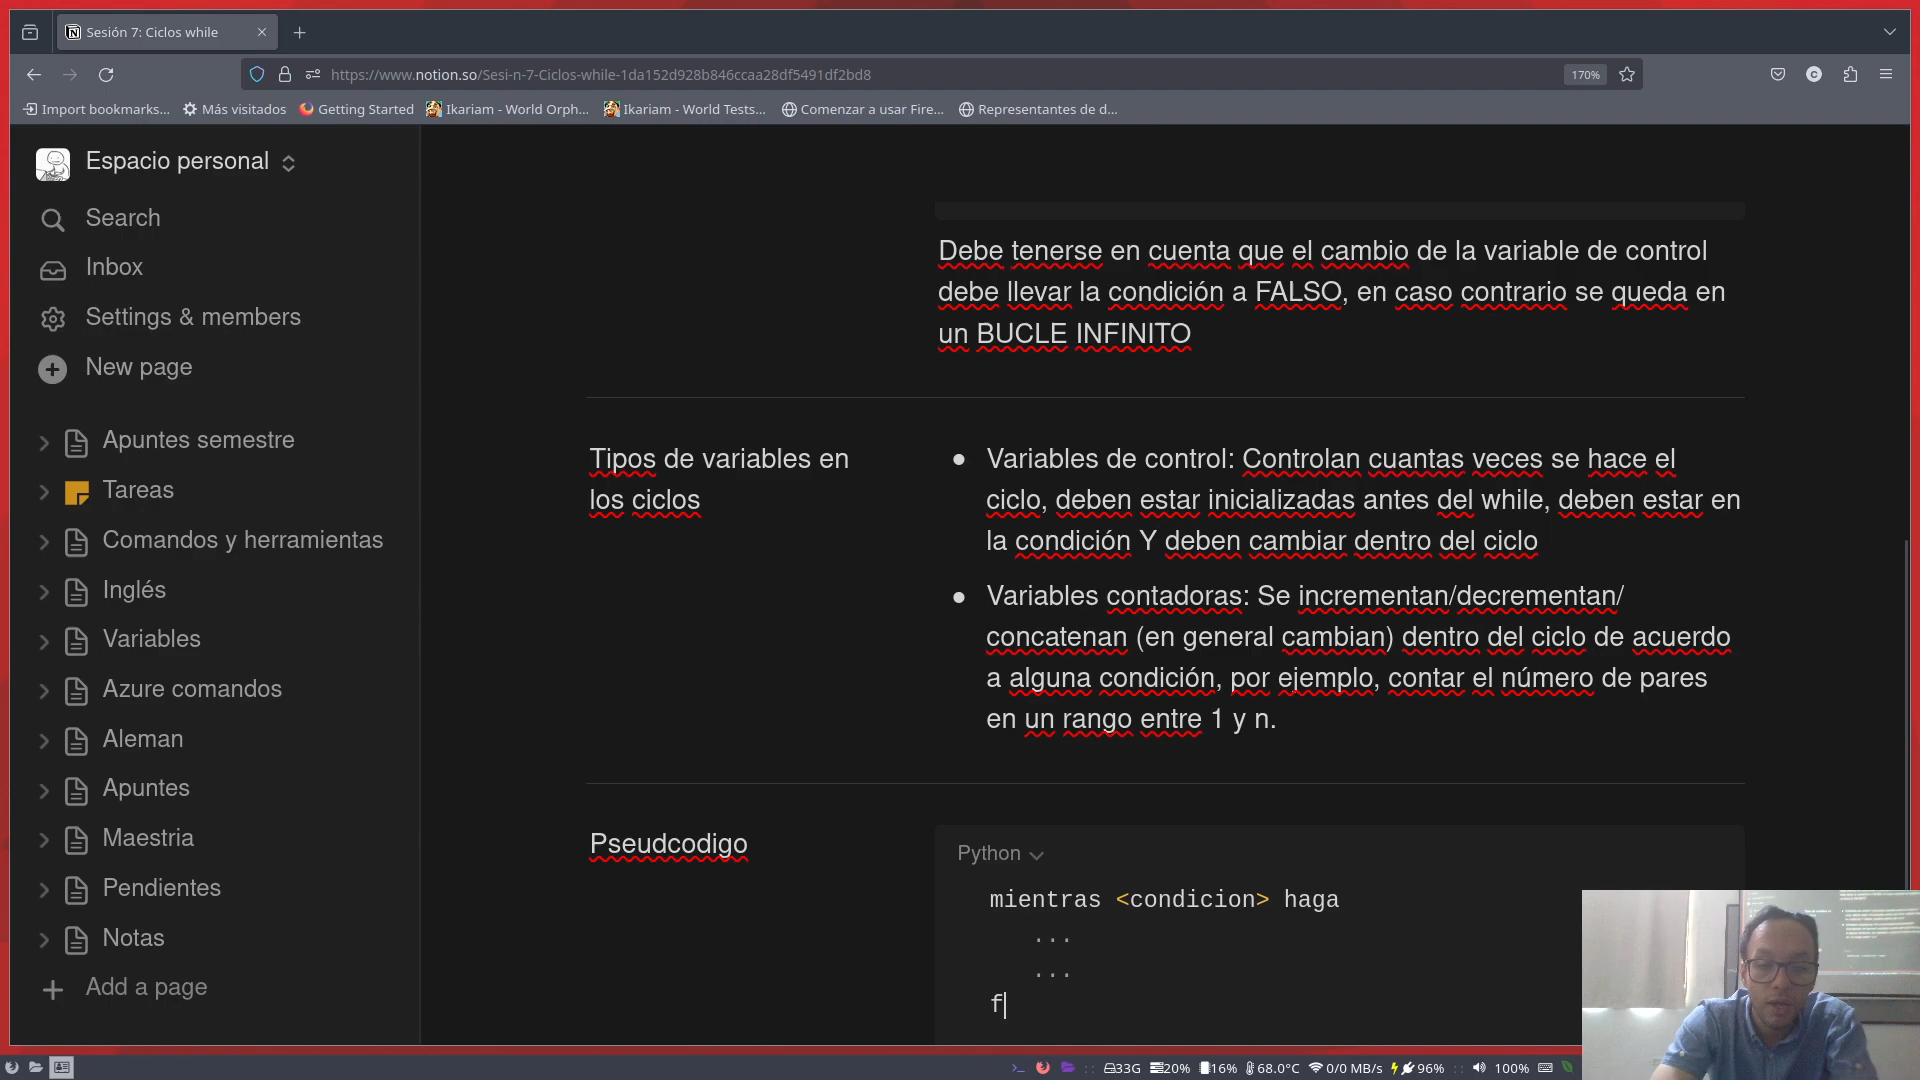 Sesión 7: Ciclos while
https://www.notion.so/Sesi-n-7-Ciclos-while-1da152d928b846ccaa28df5491df2bd8
170%
Import bookmarks...
Más visitados
Getting Started
Ikariam - World Orph...
Ikariam - World Tests...
Comenzar a usar Fire...
Representantes de d...
Espacio personal
Search
Inbox
Settings & members
New page
Apuntes semestre
Tareas
Comandos y herramientas
Inglés
Variables
Azure comandos
Aleman
Apuntes
Maestria
Pendientes
Notas
Add a page
Debe tenerse en cuenta que el cambio de la variable de control
debe llevar la condición a FALSO, en caso contrario se queda en
un BUCLE INFINITO
Tipos de variables en
los ciclos
Variables de control: Controlan cuantas veces se hace el
ciclo, deben estar inicializadas antes del while, deben estar en
la condición Y deben cambiar dentro del ciclo
Variables contadoras: Se incrementan/decrementan/
concatenan (en general cambian) dentro del ciclo de acuerdo
a alguna condición, por ejemplo, contar el número de pares
en un rango entre 1 y n.
Pseudcodigo
Python
mientras <condicion> haga
...
...
f
33G 20% 16% 68.0°C 0/0 MB/s 96% 100%